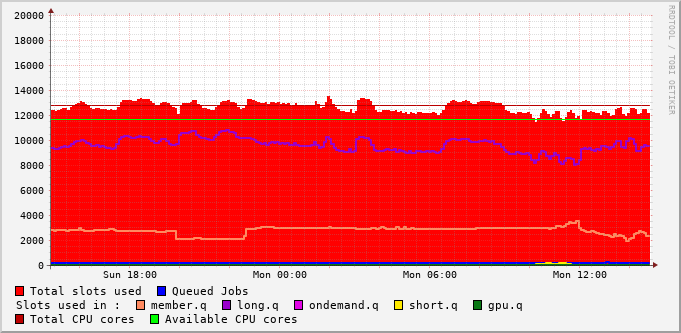 20000
18000
16000
14000
12000
10000
8000
6000
4000
2000
0
Sun 18:00 Mon 00:00 Mon 06:00 Mon 12:00
RRDTOOL / TOBI OETIKER
Total slots used Queued Jobs
Slots used in : member.q long.q ondemand.q short.q gpu.q
Total CPU cores Available CPU cores